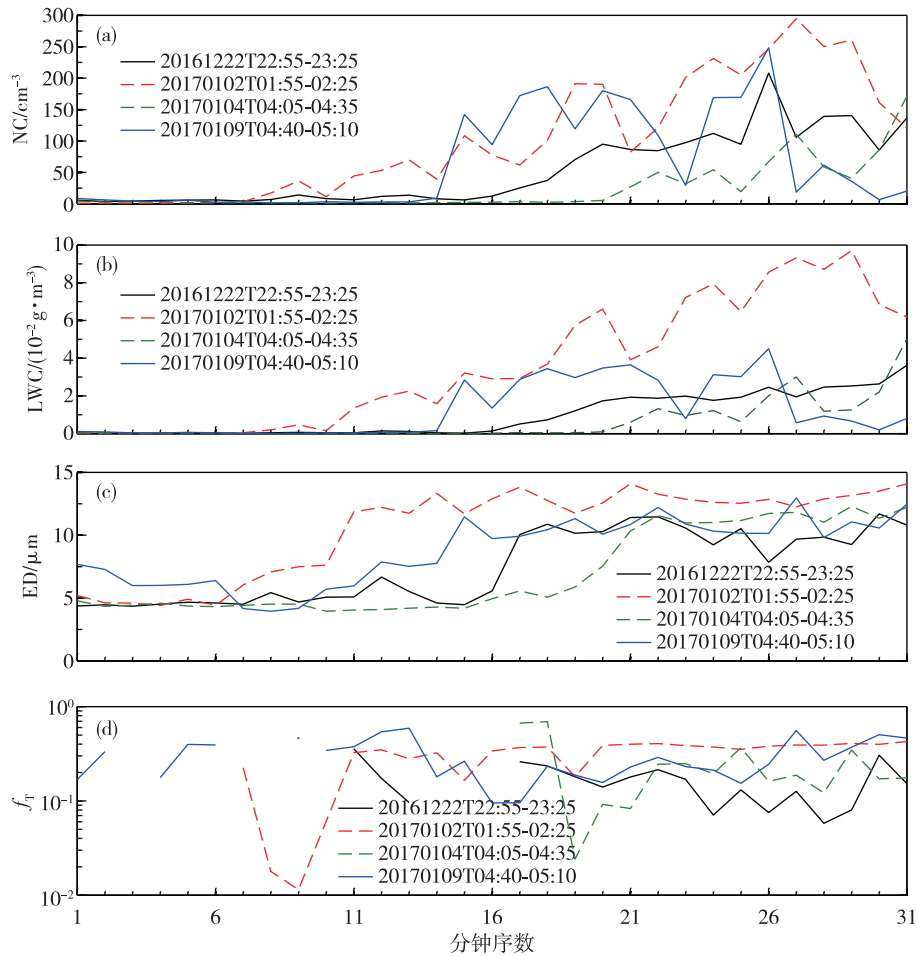 300
(a)
250
20161222T22:55-23:25
200
20170102T01:55-02:25
NC/cm⁻³
150
20170104T04:05-04:35
100
20170109T04:40-05:10
50
0
10
(b)
8
20161222T22:55-23:25
LWC/(10⁻² g·m⁻³)
6
20170102T01:55-02:25
4
20170104T04:05-04:35
2
20170109T04:40-05:10
0
15
(c)
10
ED/μm
5
20161222T22:55-23:25
20170102T01:55-02:25
20170104T04:05-04:35
0
20170109T04:40-05:10
10⁰
(d)
fT
10⁻¹
20161222T22:55-23:25
20170102T01:55-02:25
20170104T04:05-04:35
20170109T04:40-05:10
10⁻²
1 6 11 16 21 26 31
分钟序数